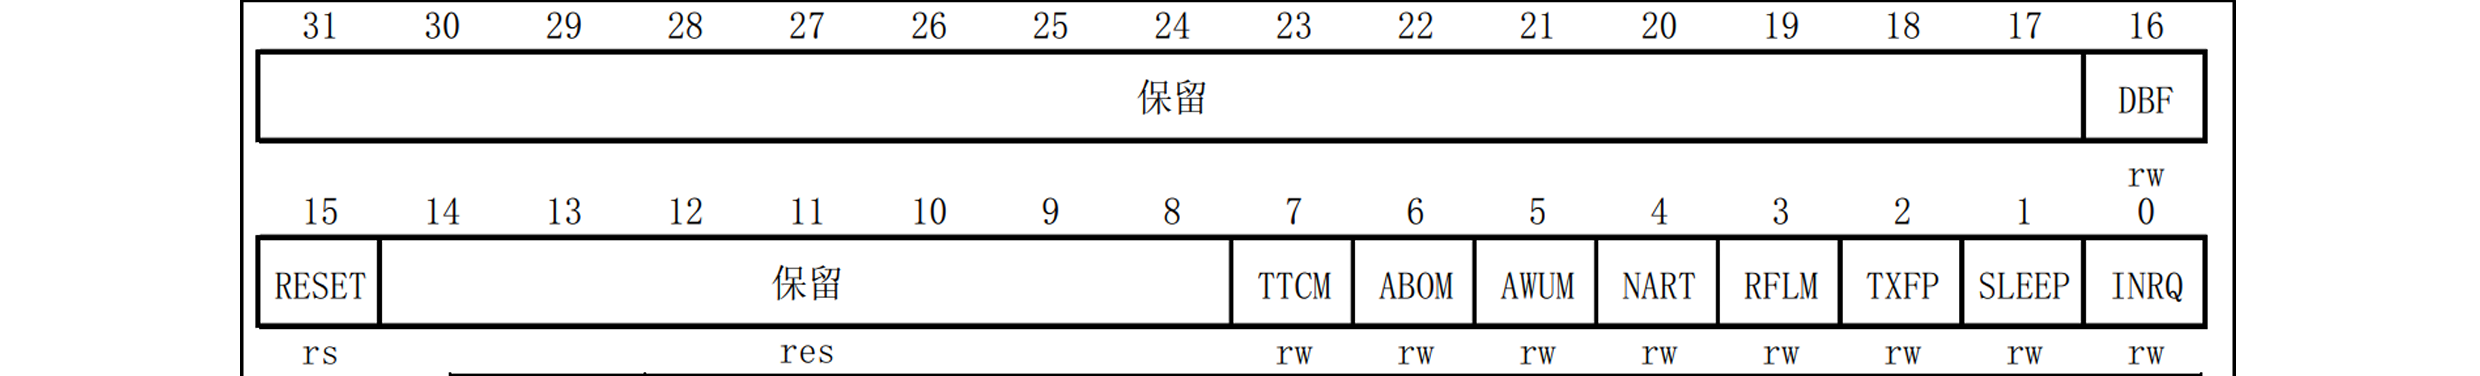 31 30 29 28 27 26 25 24 23 22 21 20 19 18 17 16
保留 DBF
rw
15 14 13 12 11 10 9 8 7 6 5 4 3 2 1 0
RESET 保留 TTCM ABOM AWUM NART RFLM TXFP SLEEP INRQ
rs res rw rw rw rw rw rw rw rw